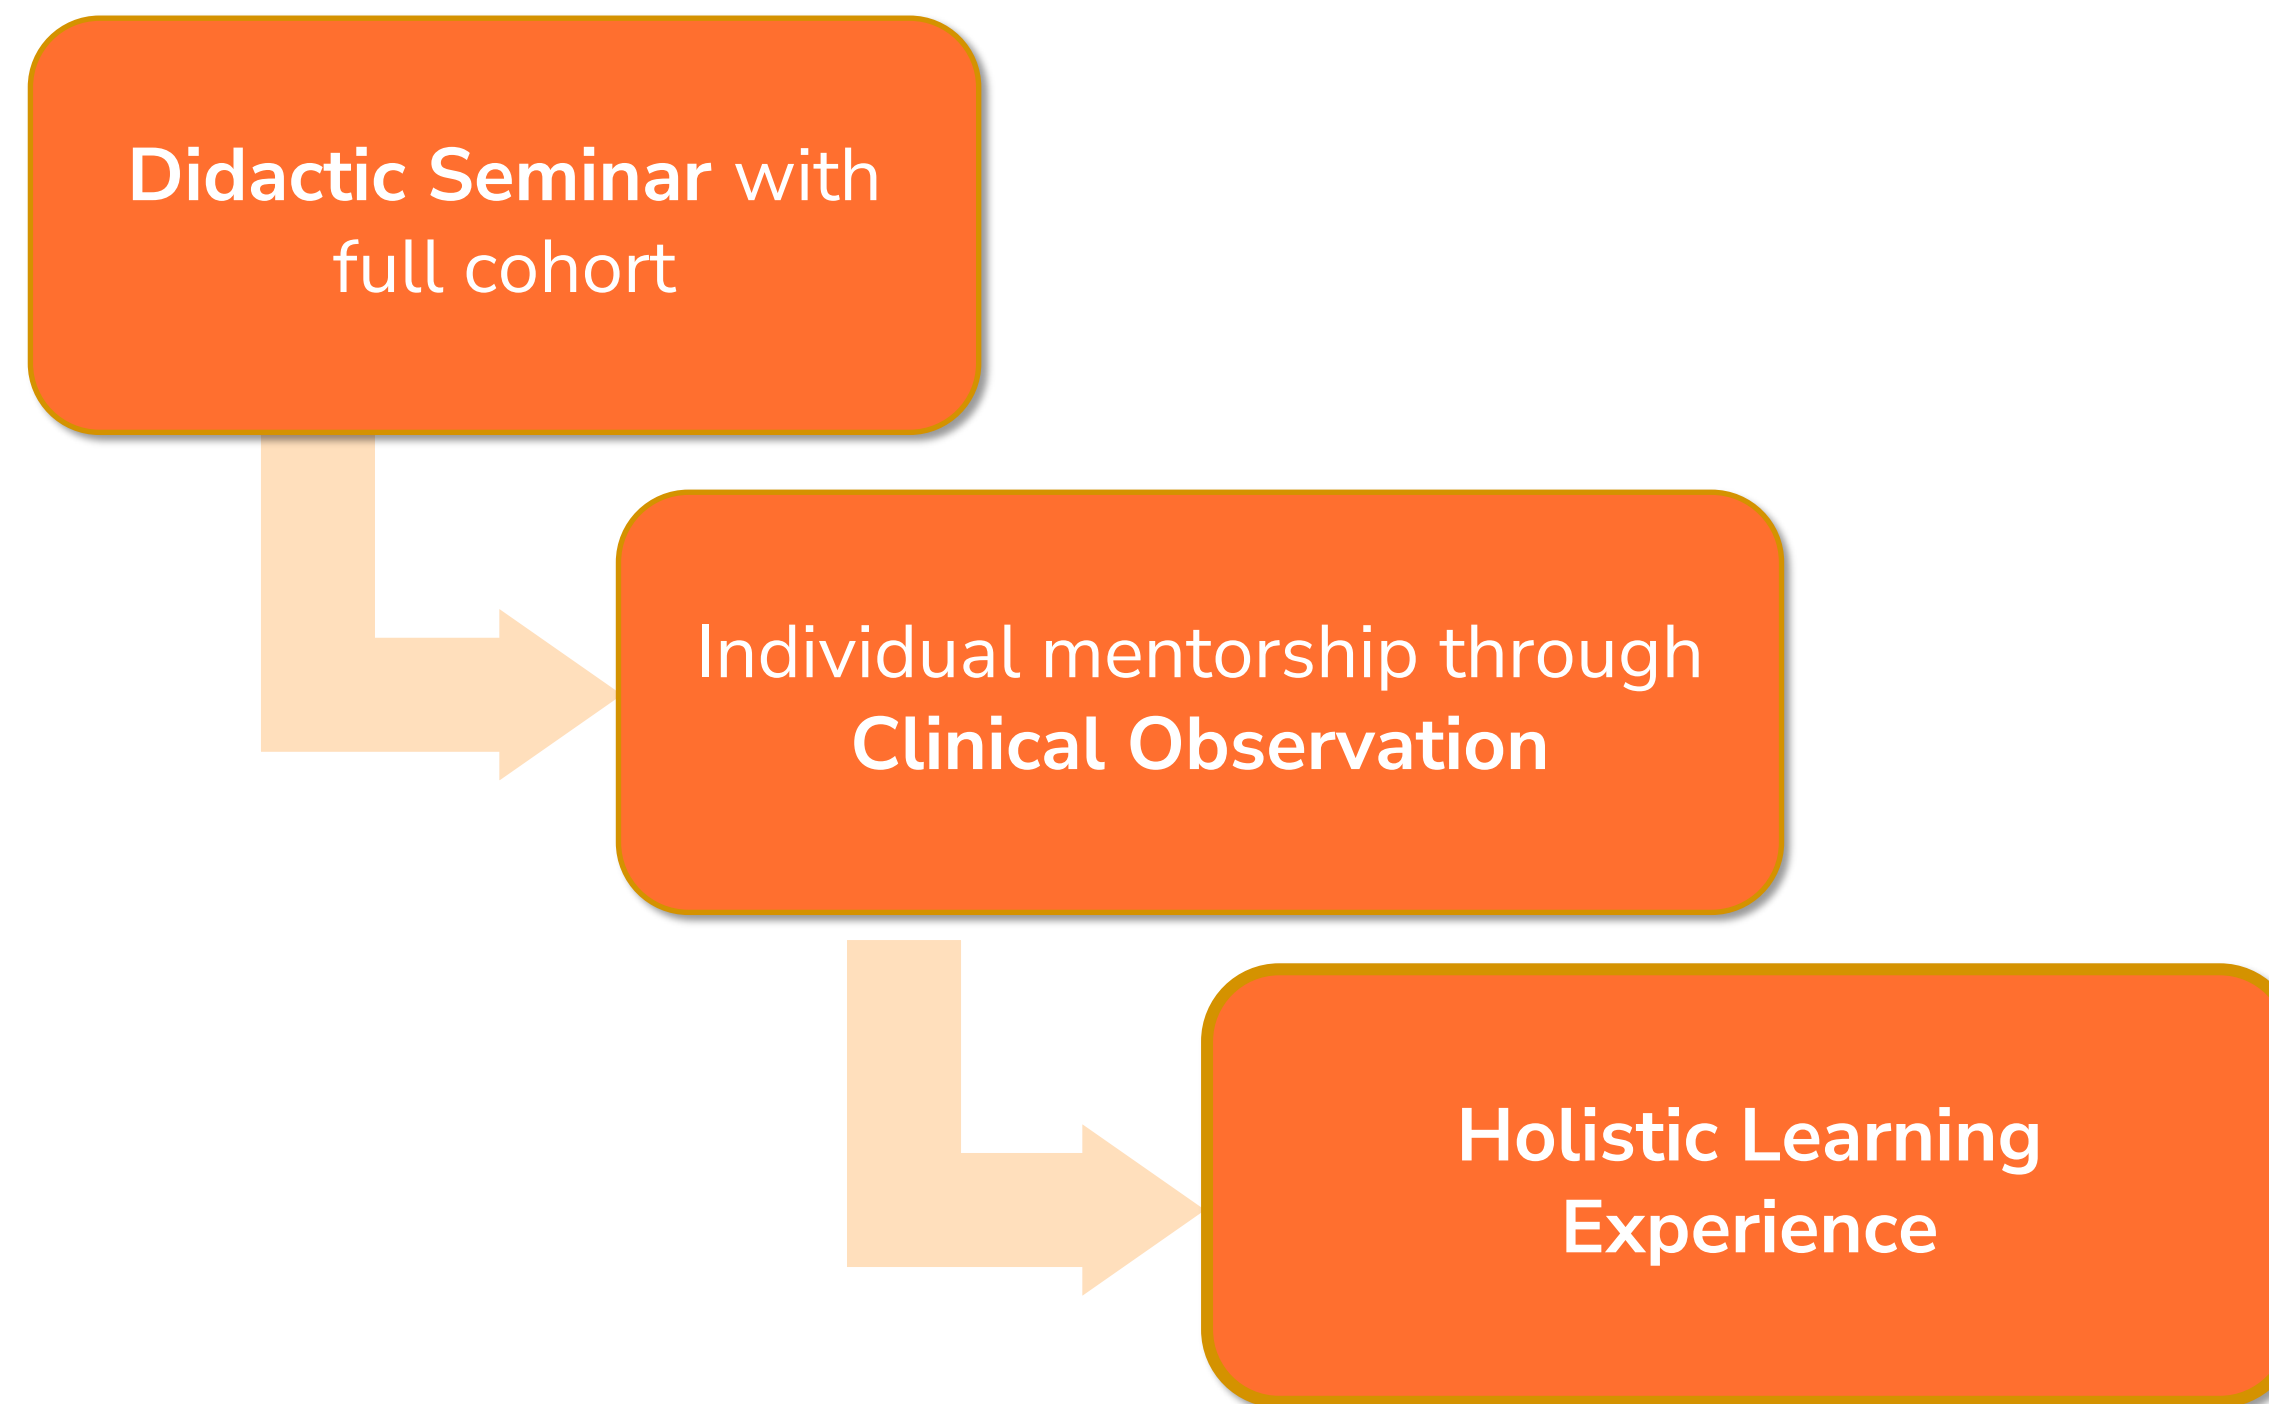 Didactic Seminar with
full cohort
Individual mentorship through
Clinical Observation
Holistic Learning
Experience